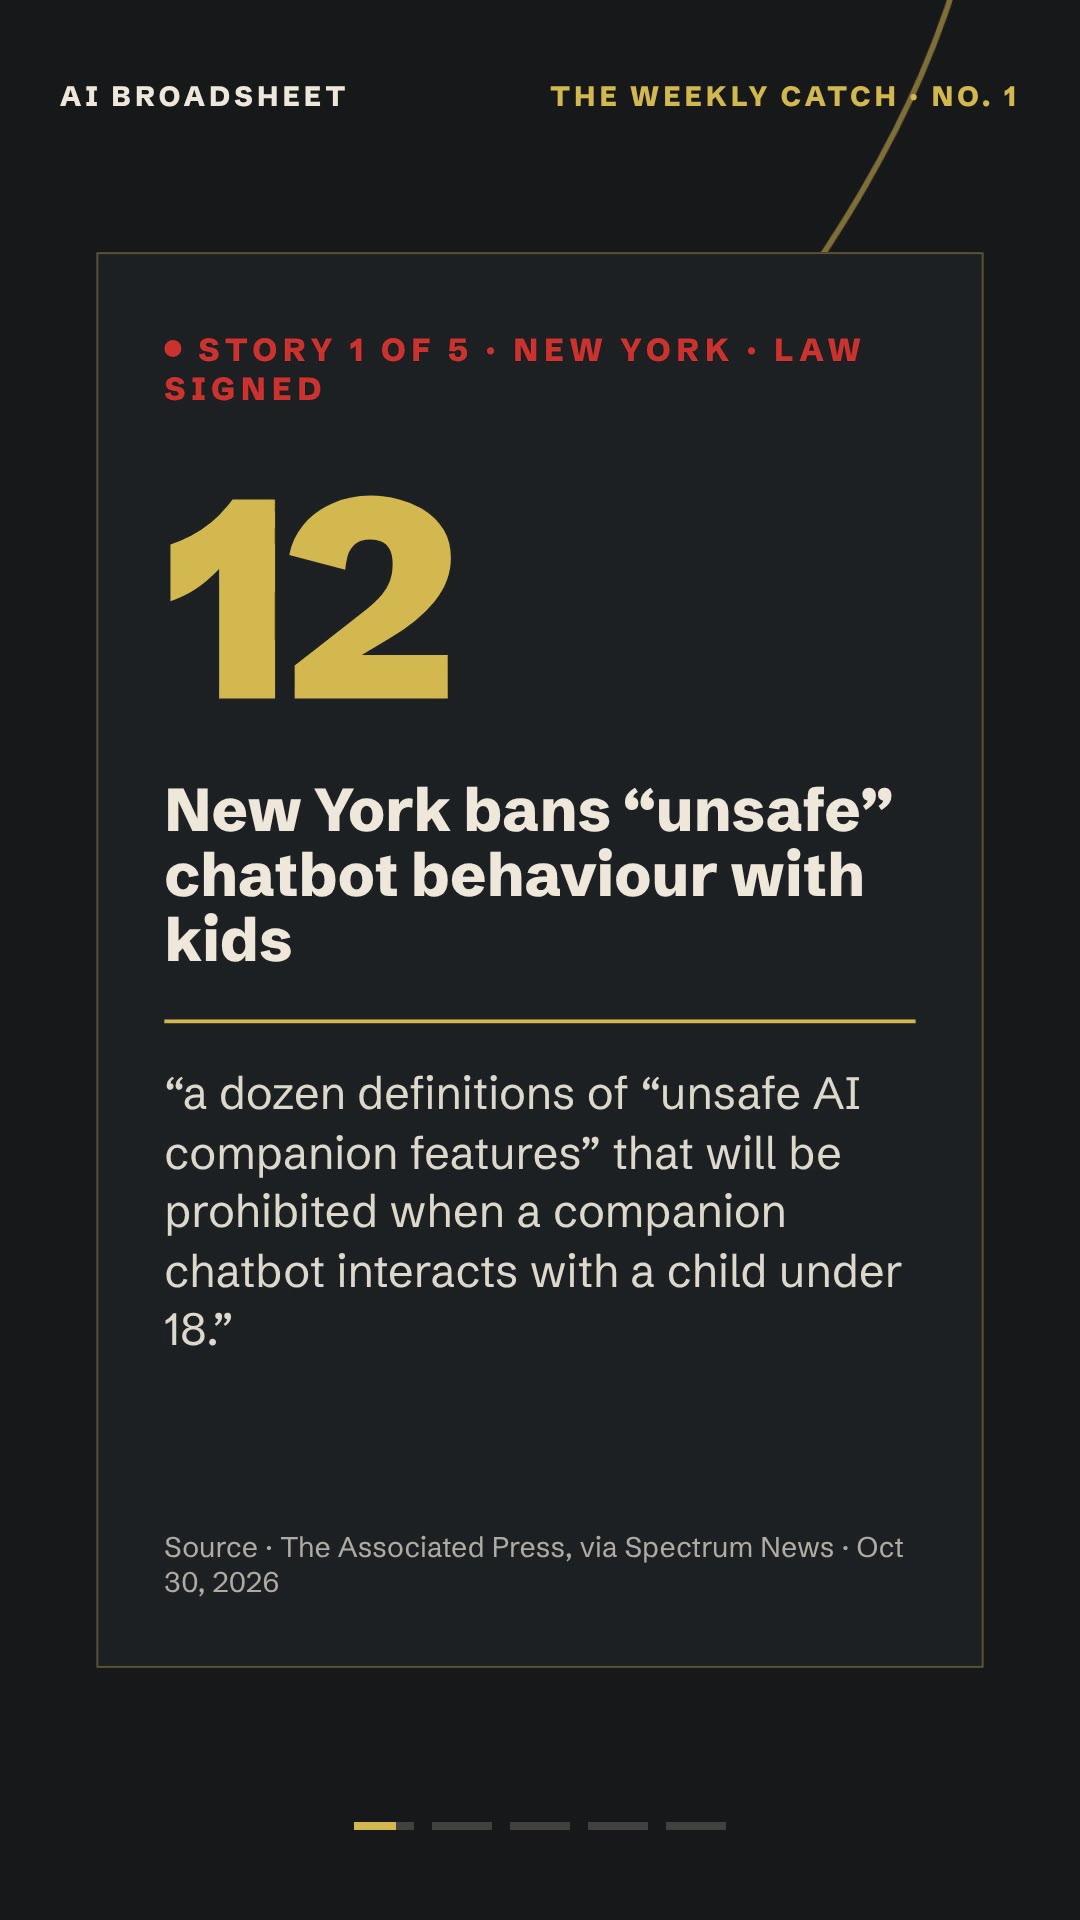 AI BROADSHEET
THE WEEKLY CATCH · NO. 1
● STORY 1 OF 5 · NEW YORK · LAW
SIGNED
12
New York bans “unsafe”
chatbot behaviour with
kids
“a dozen definitions of “unsafe AI
companion features” that will be
prohibited when a companion
chatbot interacts with a child under
18.”
Source · The Associated Press, via Spectrum News · Oct
30, 2026